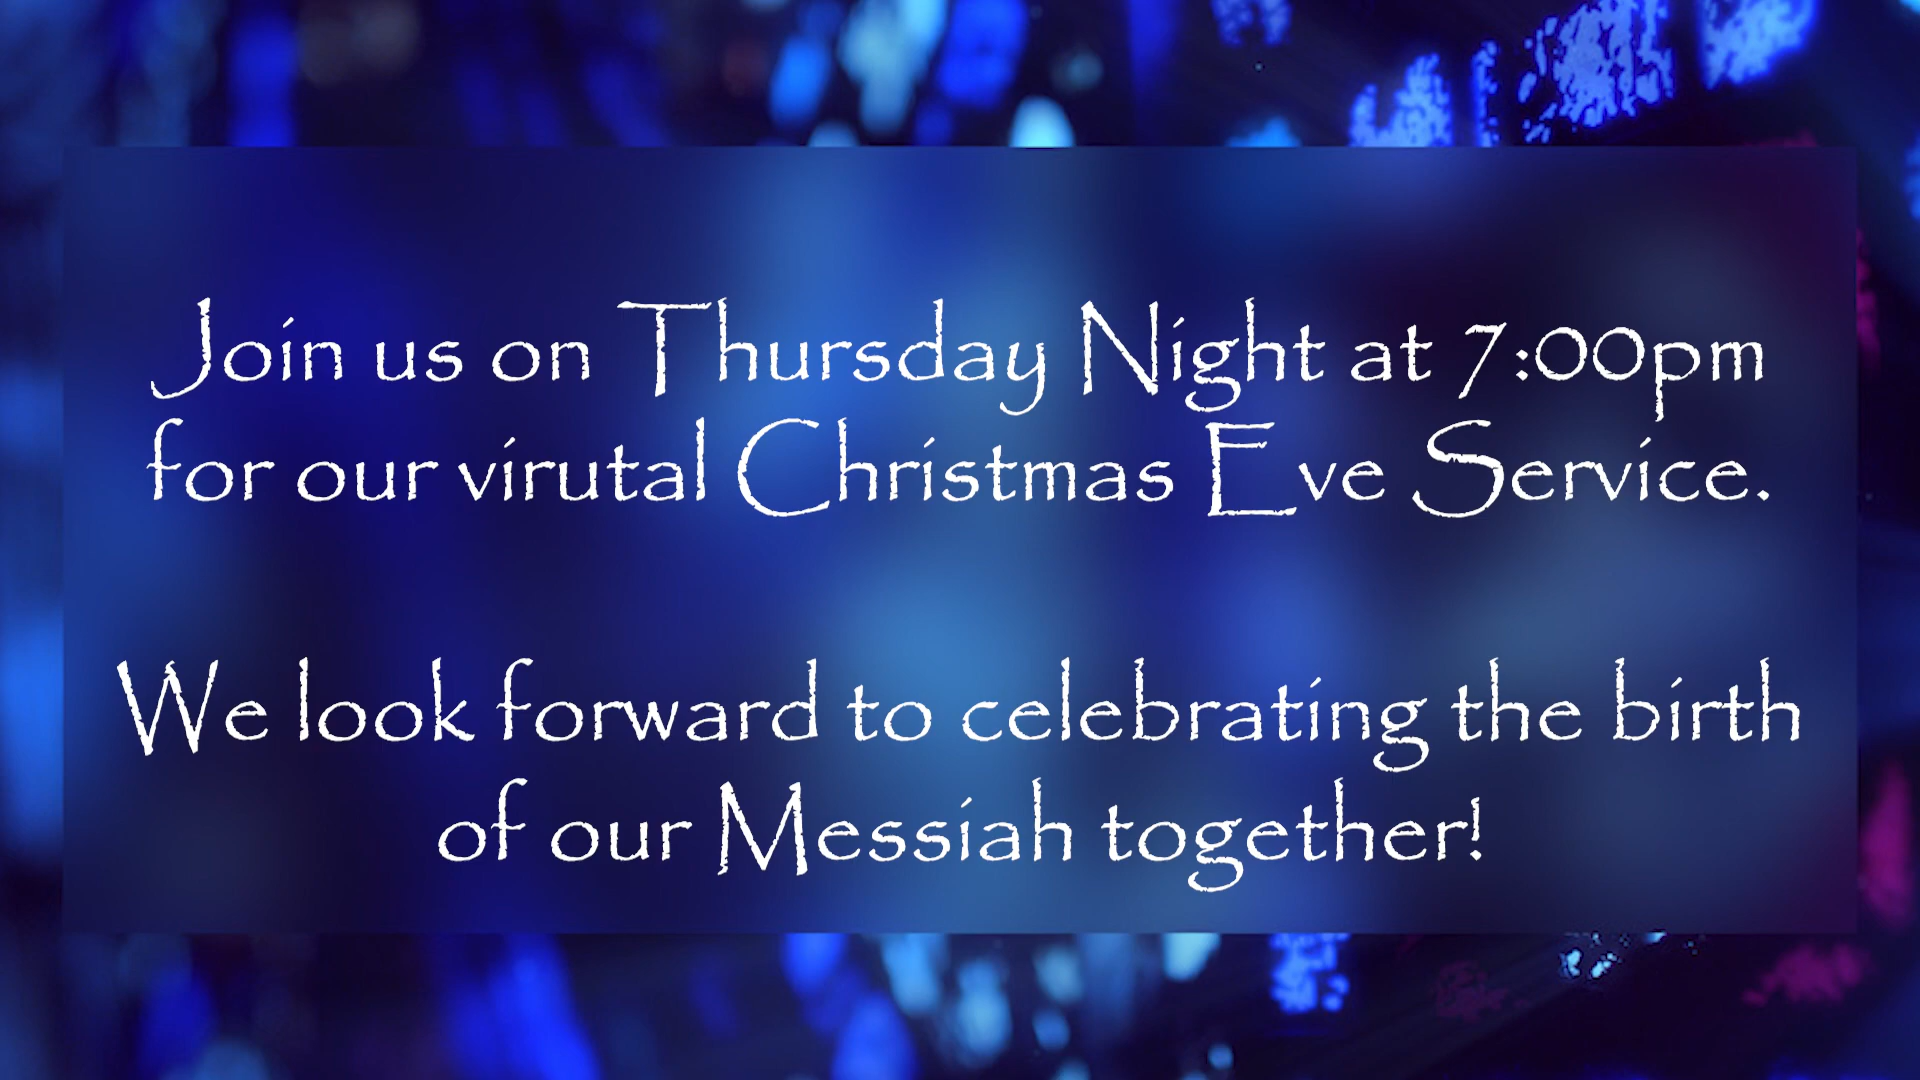 Join us on Thursday Night at 7:00pm
for our virutal Christmas Eve Service.
We look forward to celebrating the birth
of our Messiah together!